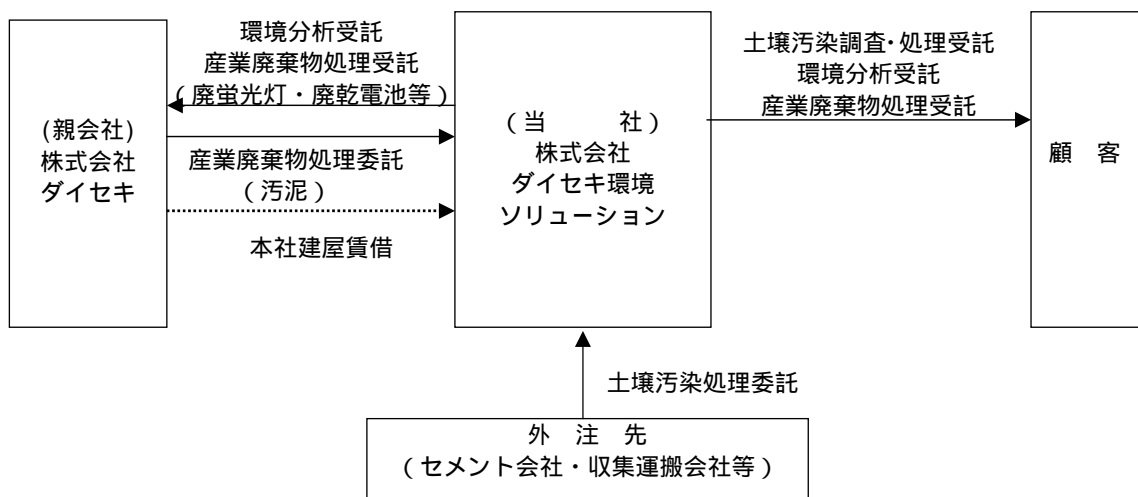 環境分析受託
産業廃棄物処理受託
(廃蛍光灯・廃乾電池等)
(親会社)
株式会社
ダイセキ
産業廃棄物処理委託
(汚泥)
本社建屋賃借
(当　　社)
株式会社
ダイセキ環境
ソリューション
土壌汚染調査・処理受託
環境分析受託
産業廃棄物処理受託
顧　客
土壌汚染処理委託
外　注　先
(セメント会社・収集運搬会社等)